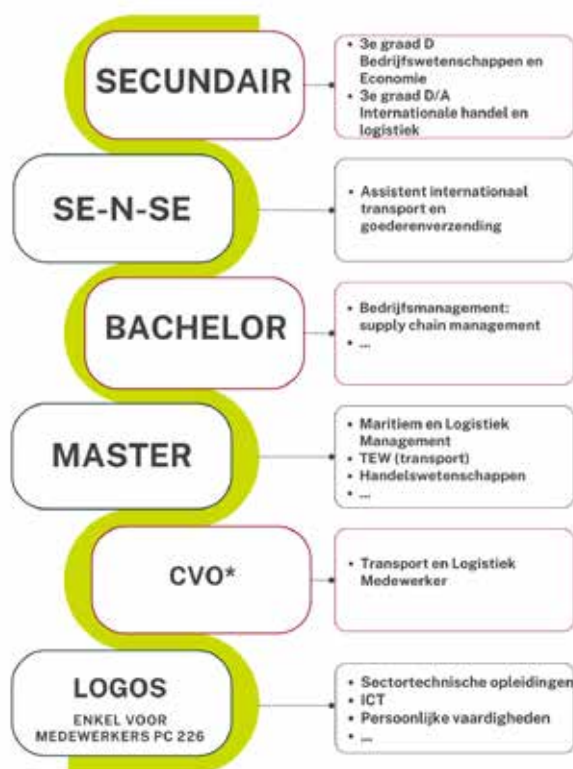 SECUNDAIR
• 3e graad D
Bedrijfswetenschappen en
Economie
• 3e graad D/A
Internationale handel en
logistiek
SE-N-SE
• Assistent internationaal
transport en
goederenverzending
BACHELOR
• Bedrijfsmanagement:
supply chain management
• ...
MASTER
• Maritiem en Logistiek
Management
• TEW (transport)
• Handelswetenschappen
• ...
CVO*
• Transport en Logistiek
Medewerker
LOGOS
ENKEL VOOR
MEDEWERKERS PC 226
• Sectortechnische opleidingen
• ICT
• Persoonlijke vaardigheden
• ...